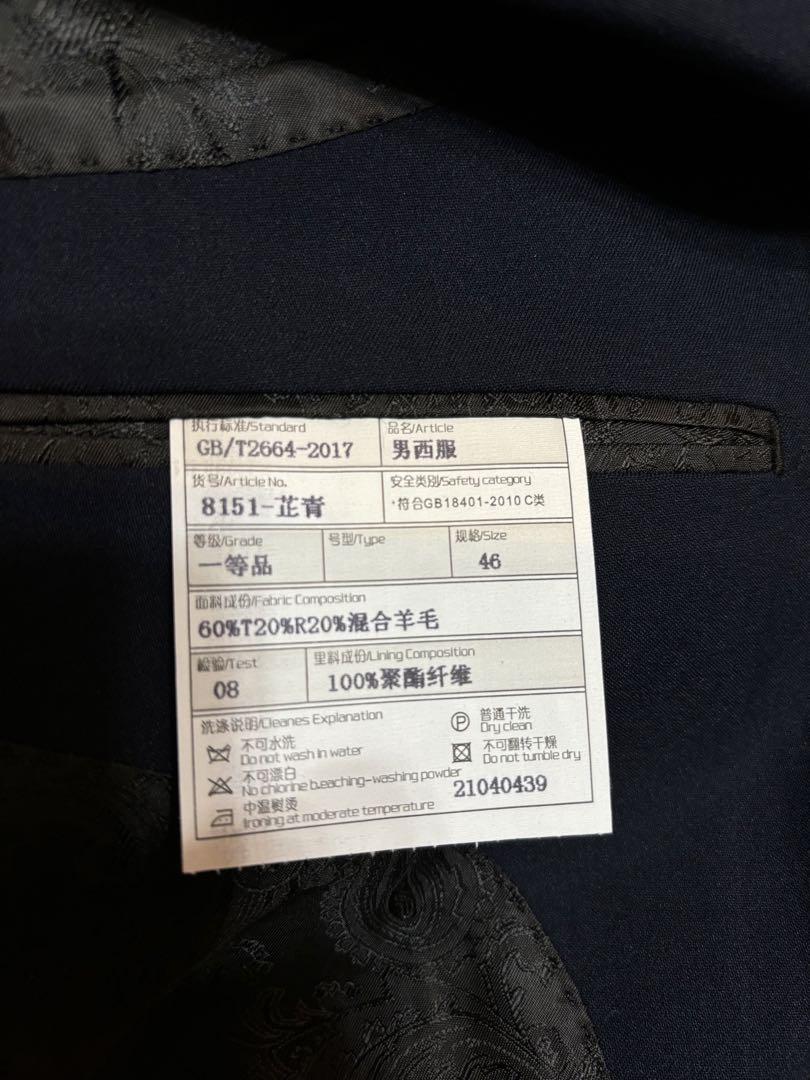 执行标准/Standard
品名/Article
GB/T2664-2017
男西服
货号/Article No.
安全类别/Safety category
8151-芷青
·符合GB18401-2010 C类
等级/Grade
号型/Type
规格/Size
一等品
46
面料成份/Fabric Composition
60%T20%R20%混合羊毛
检验/Test
里料成份/Lining Composition
08
100%聚酯纤维
洗涤说明/Cleanes Explanation
不可水洗
Do not wash in water
不可漂白
No chlorine bleaching-washing powder
中温熨烫
Ironing at moderate temperature
P
普通干洗
Dry clean
不可翻转干燥
Do not tumble dry
21040439